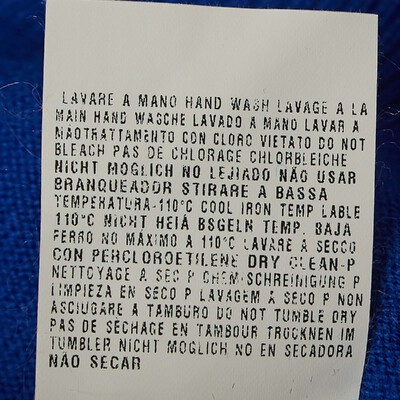 LAVARE A MANO HAND WASH LAVAGE A LA
MAIN HAND WASCHE LAVADO A MANO LAVAR A
MAOTRATTAMENTO CON CLORO VIETATO DO NOT
BLEACH PAS DE CHLORAGE CHLORBLEICHE
NICHT MOGLICH NO LEJIADO NÃO USAR
BRANQUEADOR STIRARE A BASSA
TEMPERATURA-110°C COOL IRON TEMP LABLE
110°C NICHT HEIÂ BSGELN TEMP. BAJA
FERRO NO MÁXIMO A 110°C LAVARE A SECCO
CON PERCLOROETILENE DRY CLEAN-P
NETTOYAGE A SEC P CHEM-SCHREINIGUNG P
LIMPIEZA EN SECO P LAVAGEM A SECO P NON
ASCIUGARE A TAMBURO DO NOT TUMBLE DRY
PAS DE SECHAGE EN TAMBOUR TROCKNEN IM
TUMBLER NICHT MOGLICH NO EN SECADORA
NÃO SECAR